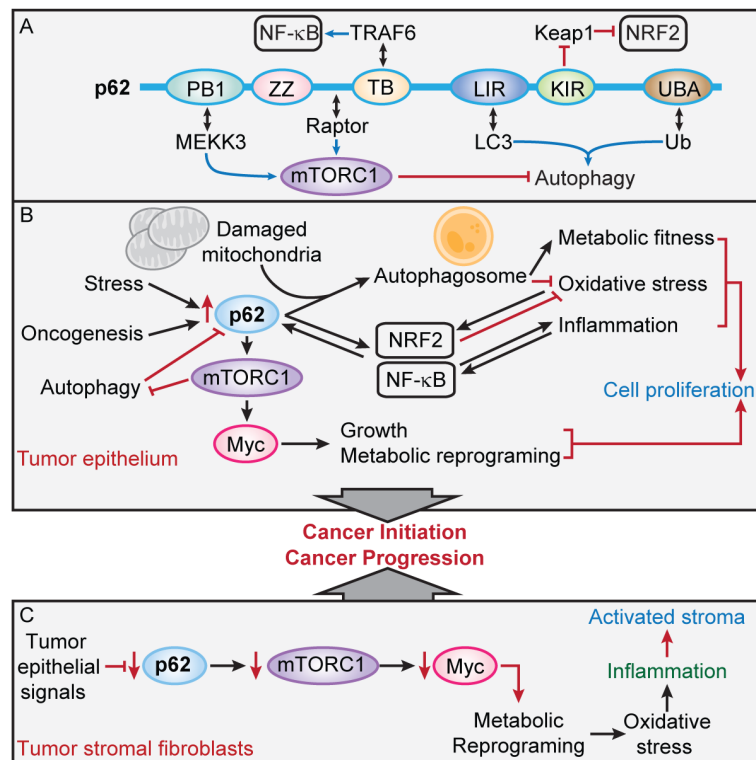 A
NF-κB
TRAF6
Keap1
NRF2
p62
PB1
ZZ
TB
LIR
KIR
UBA
MEKK3
Raptor
LC3
Ub
mTORC1
Autophagy
B
Damaged
mitochondria
Metabolic fitness
Stress
Autophagosome
Oxidative stress
p62
Oncogenesis
Inflammation
NRF2
Autophagy
mTORC1
NF-κB
Cell proliferation
Myc
Growth
Metabolic reprograming
Tumor epithelium
Cancer Initiation
Cancer Progression
C
Activated stroma
Tumor
epithelial
signals
p62
mTORC1
Myc
Inflammation
Metabolic
Reprograming
Oxidative
stress
Tumor stromal fibroblasts